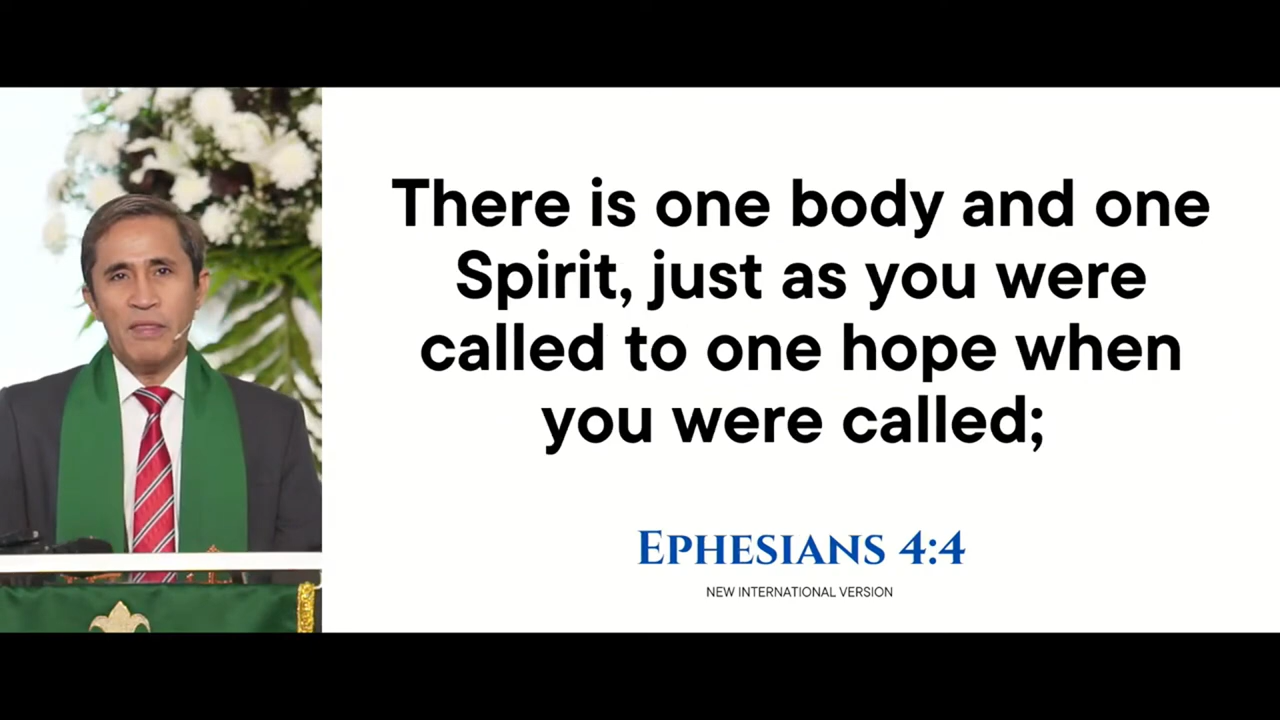 There is one body and one
Spirit, just as you were
called to one hope when
you were called;
EPHESIANS 4:4
NEW INTERNATIONAL VERSION